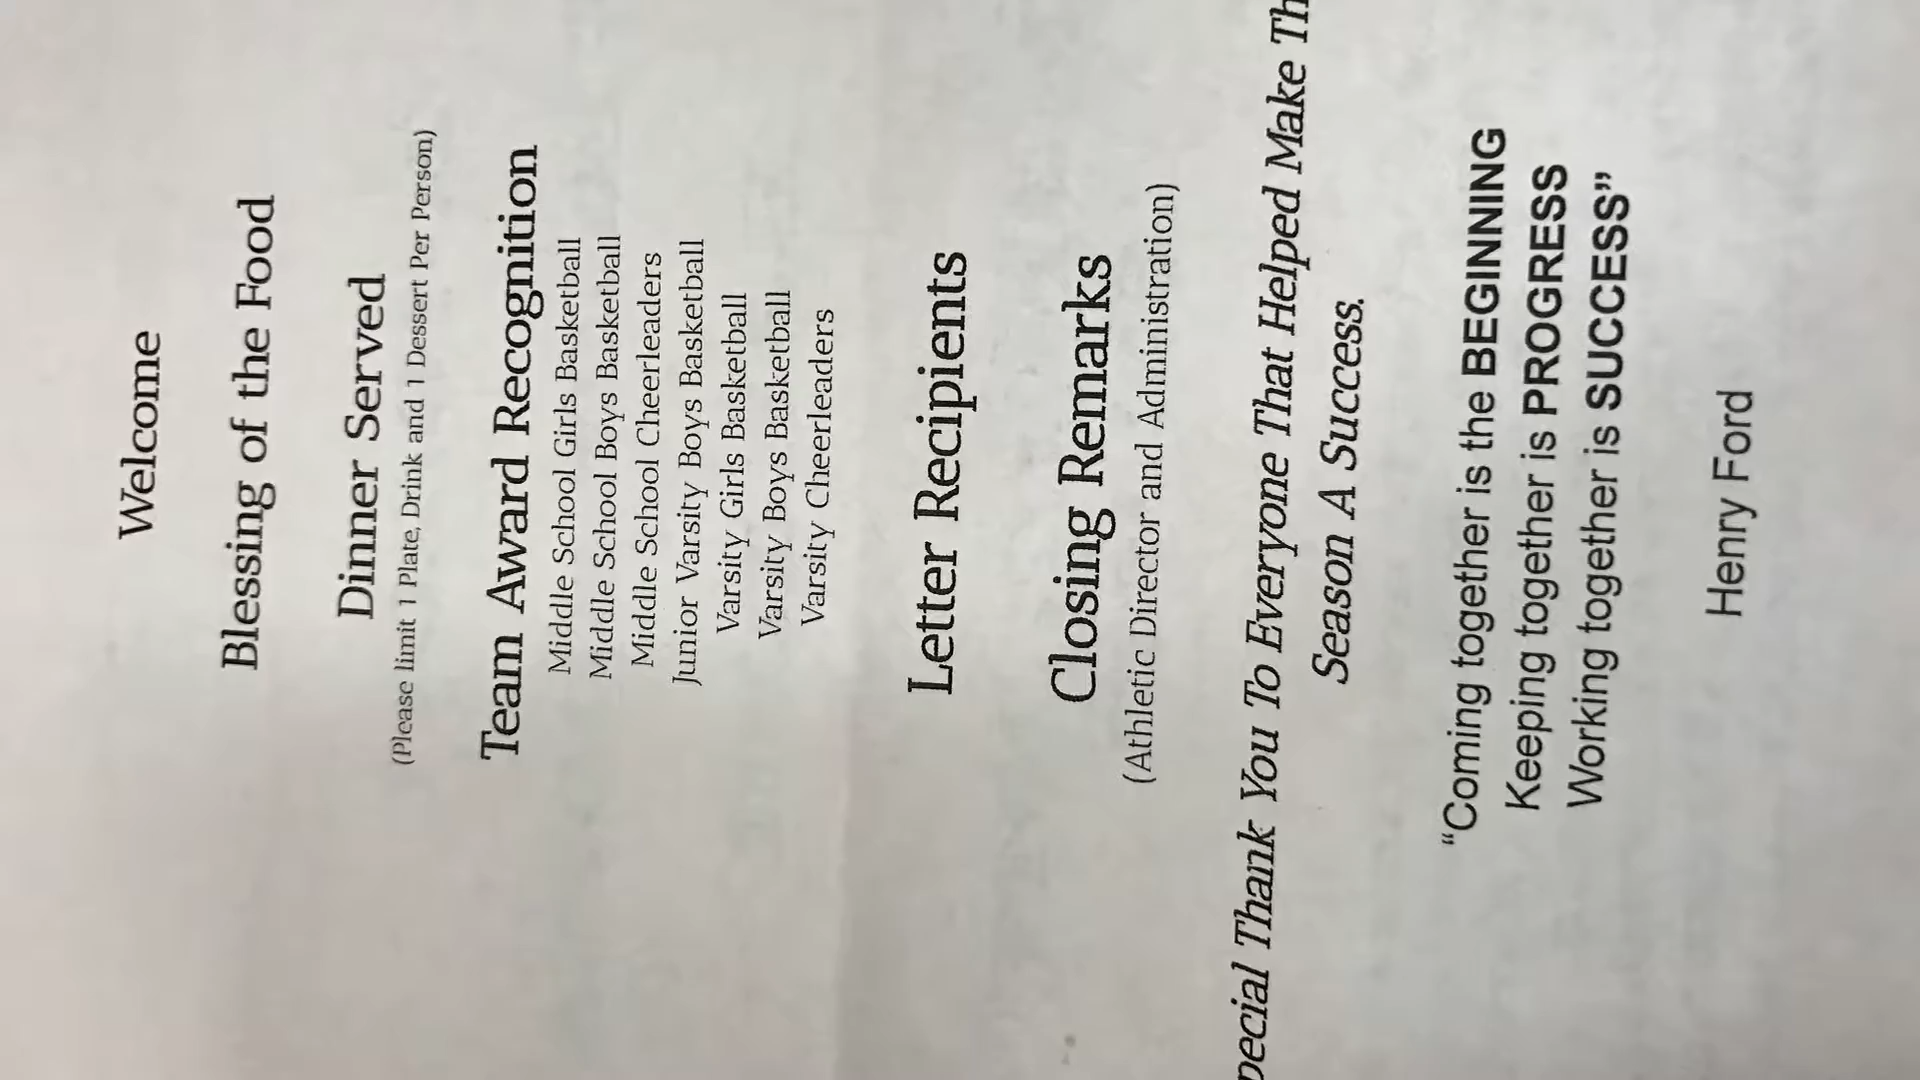 Welcome
Blessing of the Food
Dinner Served
(Please limit 1 Plate, Drink and 1 Dessert Per Person)
Team Award Recognition
Middle School Girls Basketball
Middle School Boys Basketball
Middle School Cheerleaders
Junior Varsity Boys Basketball
Varsity Girls Basketball
Varsity Boys Basketball
Varsity Cheerleaders
Letter Recipients
Closing Remarks
(Athletic Director and Administration)
pecial Thank You To Everyone That Helped Make Th
Season A Success.
“Coming together is the BEGINNING
Keeping together is PROGRESS
Working together is SUCCESS”
Henry Ford